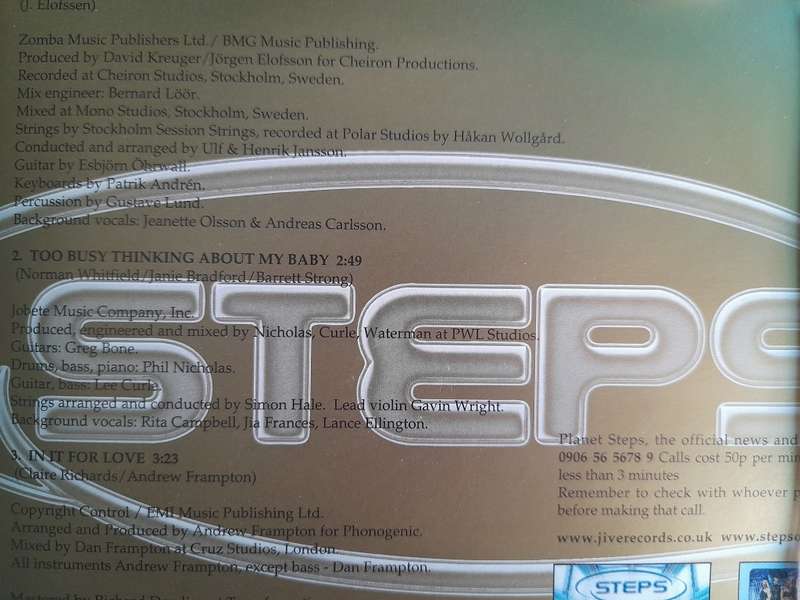 (J. Elofssen).
Zomba Music Publishers Ltd./ BMG Music Publishing.
Produced by David Kreuger/Jörgen Elofsson for Cheiron Productions.
Recorded at Cheiron Studios, Stockholm, Sweden.
Mix engineer: Bernard Löör.
Mixed at Mono Studios, Stockholm, Sweden.
Strings by Stockholm Session Strings, recorded at Polar Studios by Håkan Wollgård.
Conducted and arranged by Ulf & Henrik Jansson.
Guitar by Esbjörn Öhrwall.
Keyboards by Patrik Andrén.
Percussion by Gustave Lund.
Background vocals: Jeanette Olsson & Andreas Carlsson.
2. TOO BUSY THINKING ABOUT MY BABY 2:49
(Norman Whitfield/Janie Bradford/Barrett Strong)
Jobete Music Company, Inc.
Produced, engineered and mixed by Nicholas, Curle, Waterman at PWL Studios.
Guitars: Greg Bone.
Drums, bass, piano: Phil Nicholas.
Guitar, bass: Lee Curle.
Strings arranged and conducted by Simon Hale. Lead violin Gavin Wright.
Background vocals: Rita Campbell, Jia Frances, Lance Ellington.
3. IN IT FOR LOVE 3:23
(Claire Richards/Andrew Frampton)
Copyright Control / EMI Music Publishing Ltd.
Arranged and Produced by Andrew Frampton for Phonogenic.
Mixed by Dan Frampton at Cruz Studios, London.
All instruments Andrew Frampton, except bass - Dan Frampton.
Mastered by Richard
STEPS
Planet Steps, the official news and
0906 56 5678 9 Calls cost 50p per min
less than 3 minutes
Remember to check with whoever p
before making that call.
www.jiverecords.co.uk www.stepso
STEPS